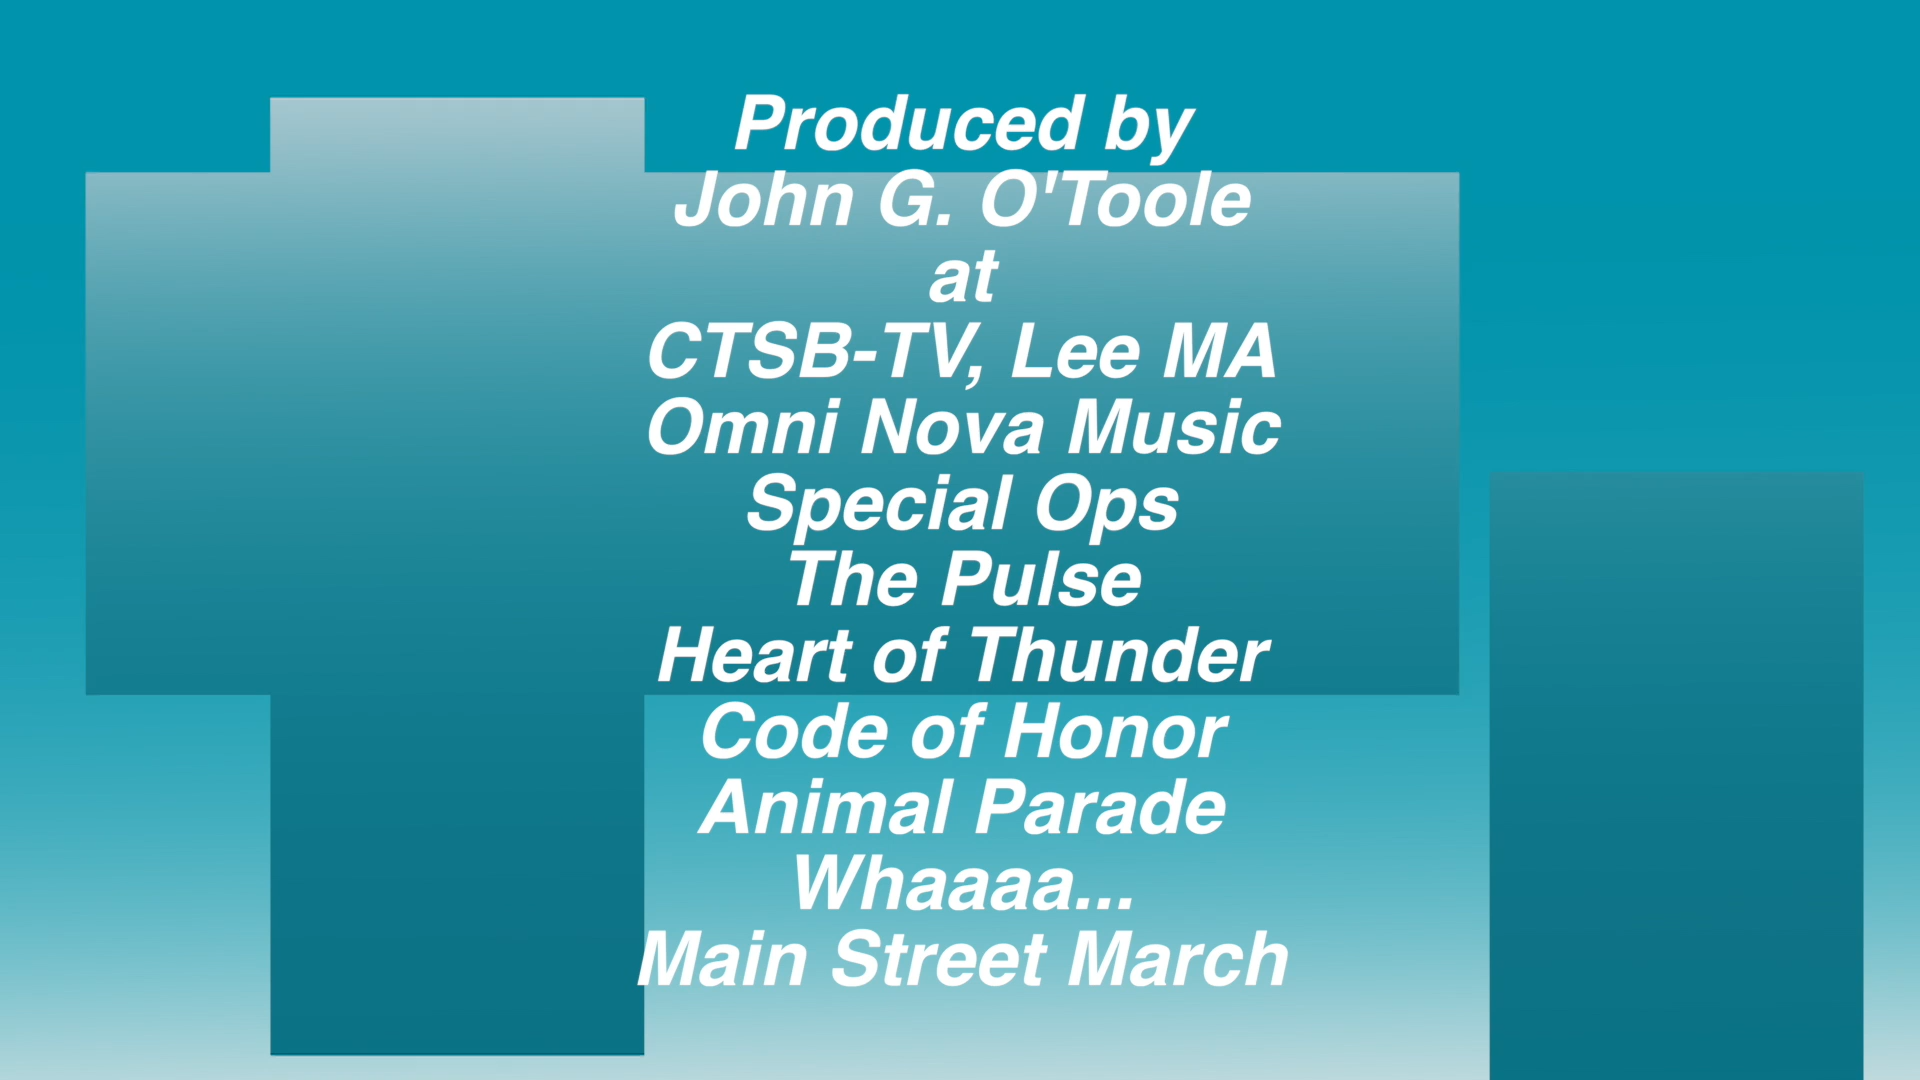 Produced by
John G. O'Toole
at
CTSB-TV, Lee MA
Omni Nova Music
Special Ops
The Pulse
Heart of Thunder
Code of Honor
Animal Parade
Whaaaa...
Main Street March